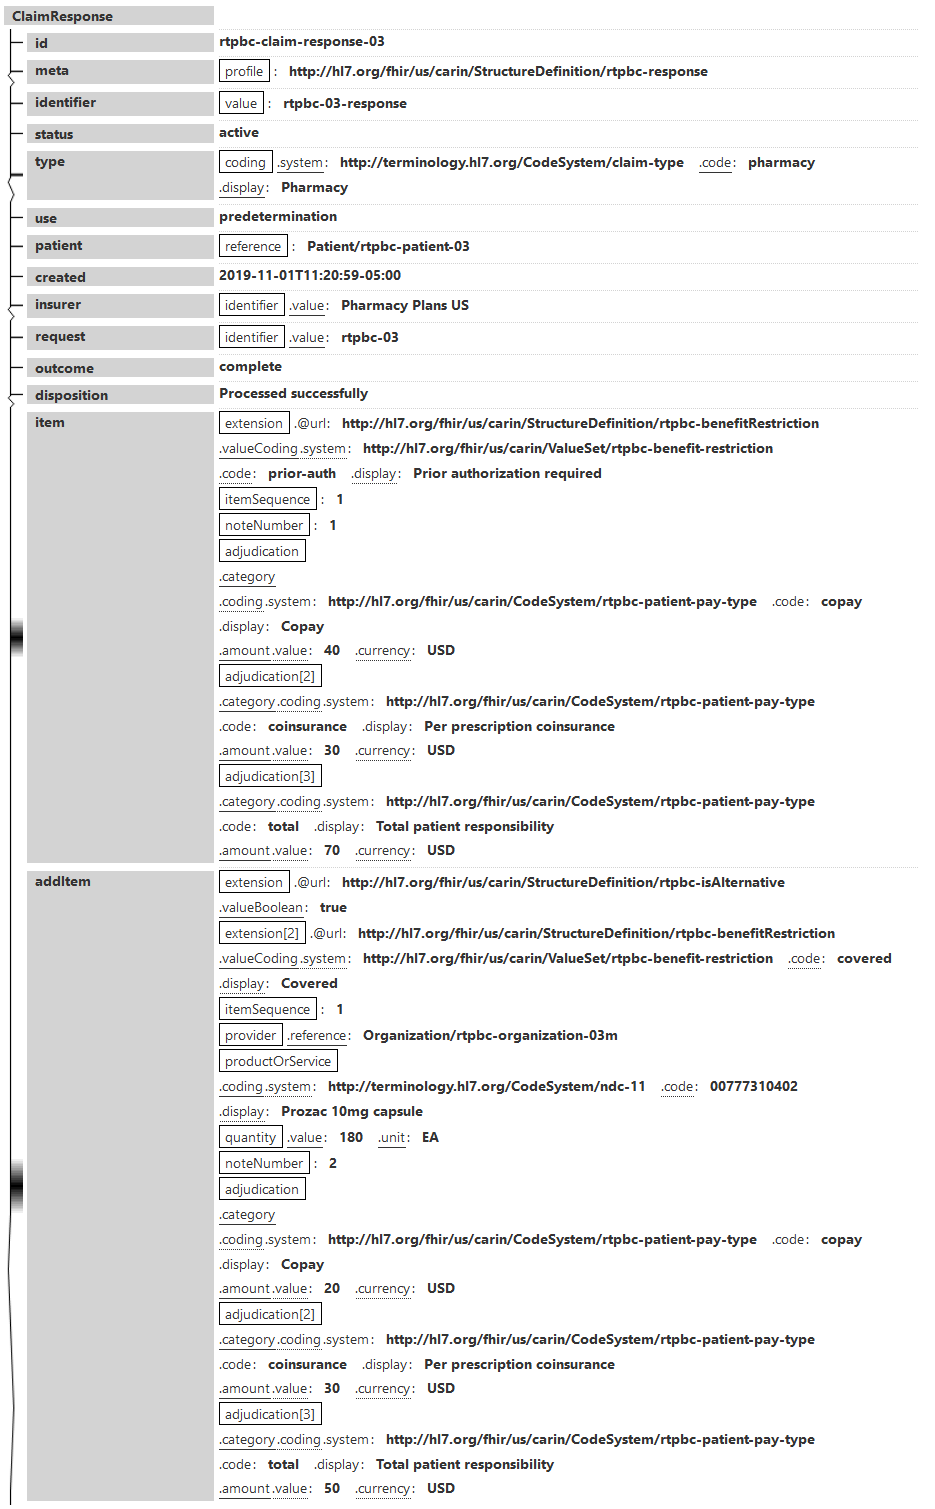 ClaimResponse
id rtpbc-claim-response-03
meta profile : http://hl7.org/fhir/us/carin/StructureDefinition/rtpbc-response
identifier value : rtpbc-03-response
status active
type coding .system: http://terminology.hl7.org/CodeSystem/claim-type .code: pharmacy
.display: Pharmacy
use predetermination
patient reference : Patient/rtpbc-patient-03
created 2019-11-01T11:20:59-05:00
insurer identifier .value: Pharmacy Plans US
request identifier .value: rtpbc-03
outcome complete
disposition Processed successfully
item extension .@url: http://hl7.org/fhir/us/carin/StructureDefinition/rtpbc-benefitRestriction
.valueCoding.system: http://hl7.org/fhir/us/carin/ValueSet/rtpbc-benefit-restriction
.code: prior-auth .display: Prior authorization required
itemSequence : 1
noteNumber : 1
adjudication
.category
.coding.system: http://hl7.org/fhir/us/carin/CodeSystem/rtpbc-patient-pay-type .code: copay
.display: Copay
.amount.value: 40 .currency: USD
adjudication[2]
.category.coding.system: http://hl7.org/fhir/us/carin/CodeSystem/rtpbc-patient-pay-type
.code: coinsurance .display: Per prescription coinsurance
.amount.value: 30 .currency: USD
adjudication[3]
.category.coding.system: http://hl7.org/fhir/us/carin/CodeSystem/rtpbc-patient-pay-type
.code: total .display: Total patient responsibility
.amount.value: 70 .currency: USD
addItem extension .@url: http://hl7.org/fhir/us/carin/StructureDefinition/rtpbc-isAlternative
.valueBoolean: true
extension[2] .@url: http://hl7.org/fhir/us/carin/StructureDefinition/rtpbc-benefitRestriction
.valueCoding.system: http://hl7.org/fhir/us/carin/ValueSet/rtpbc-benefit-restriction .code: covered
.display: Covered
itemSequence : 1
provider .reference: Organization/rtpbc-organization-03m
productOrService
.coding.system: http://terminology.hl7.org/CodeSystem/ndc-11 .code: 00777310402
.display: Prozac 10mg capsule
quantity .value: 180 .unit: EA
noteNumber : 2
adjudication
.category
.coding.system: http://hl7.org/fhir/us/carin/CodeSystem/rtpbc-patient-pay-type .code: copay
.display: Copay
.amount.value: 20 .currency: USD
adjudication[2]
.category.coding.system: http://hl7.org/fhir/us/carin/CodeSystem/rtpbc-patient-pay-type
.code: coinsurance .display: Per prescription coinsurance
.amount.value: 30 .currency: USD
adjudication[3]
.category.coding.system: http://hl7.org/fhir/us/carin/CodeSystem/rtpbc-patient-pay-type
.code: total .display: Total patient responsibility
.amount.value: 50 .currency: USD